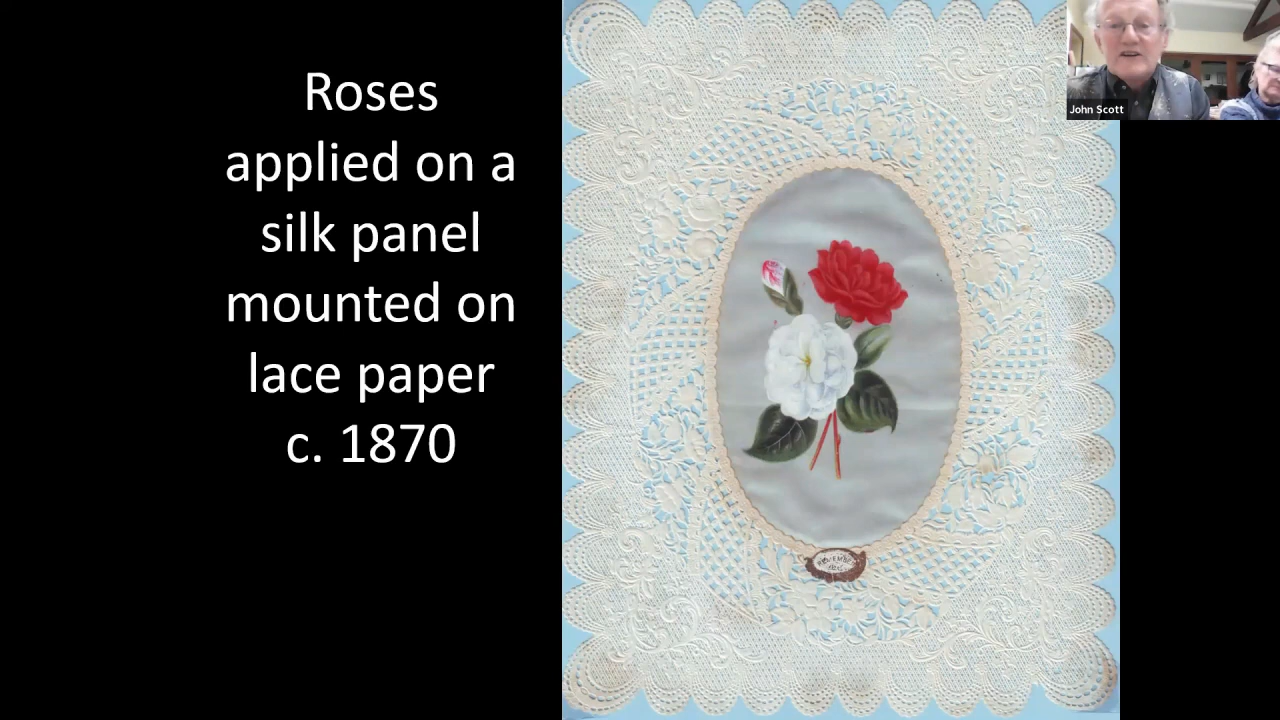 Roses
applied on a
silk panel
mounted on
lace paper
c. 1870
John Scott